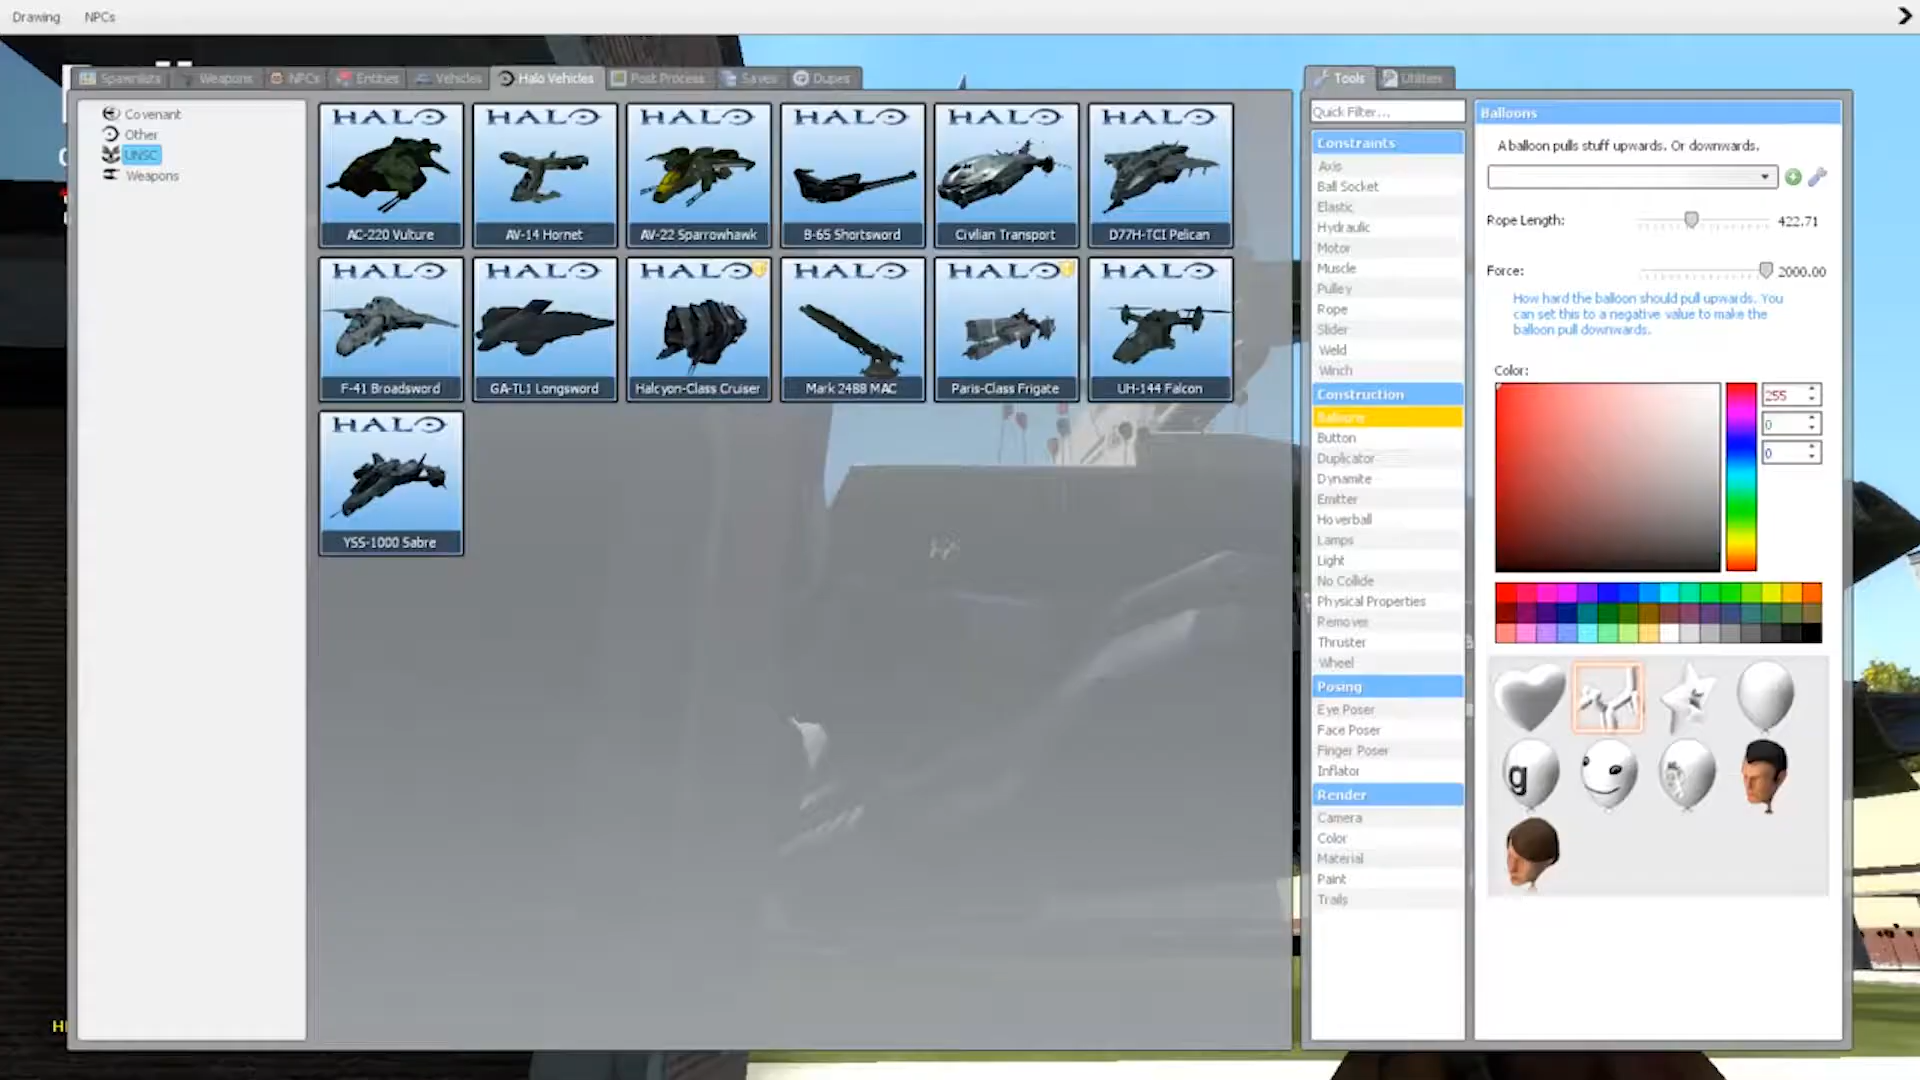 Drawing NPCs
Spawnlists Weapons NPCs Entities Vehicles Halo Vehicles Post Process Saves Dupes
Covenant
Other
UNSC
Weapons
HALO HALO HALO HALO HALO HALO
AC-220 Vulture AV-14 Hornet AV-22 Sparrowhawk B-65 Shortsword Civilian Transport D77H-TCI Pelican
HALO HALO HALO HALO HALO HALO
F-41 Broadsword GA-TL1 Longsword Halcyon-Class Cruiser Mark 2488 MAC Paris-Class Frigate UH-144 Falcon
HALO
YSS-1000 Sabre
Tools Utilities
Quick Filter...
Constraints
Axis
Ball Socket
Elastic
Hydraulic
Motor
Muscle
Pulley
Rope
Slider
Weld
Winch
Construction
Balloons
Button
Duplicator
Dynamite
Emitter
Hoverball
Lamps
Light
No Collide
Physical Properties
Remover
Thruster
Wheel
Posing
Eye Poser
Face Poser
Finger Poser
Inflator
Render
Camera
Color
Material
Paint
Trails
Balloons
A balloon pulls stuff upwards. Or downwards.
Rope Length: 422.71
Force: 2000.00
How hard the balloon should pull upwards. You
can set this to a negative value to make the
balloon pull downwards.
Color:
255
0
0
g